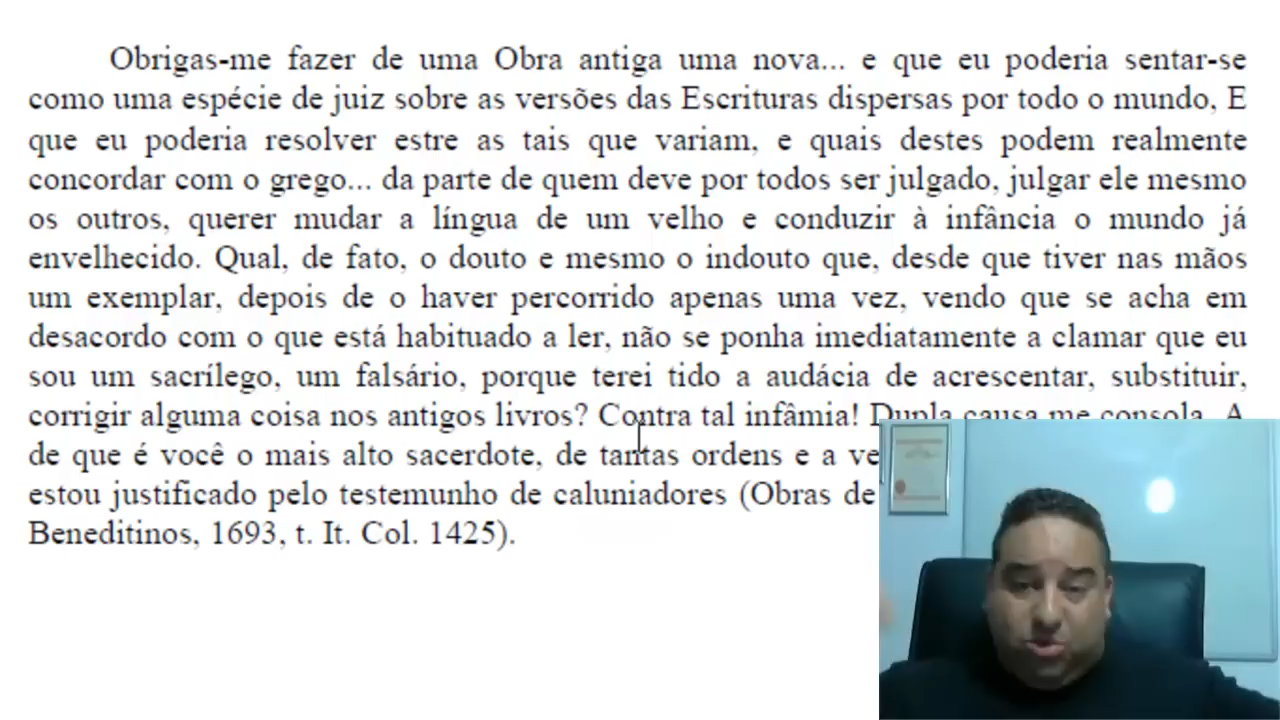 Obrigas-me fazer de uma Obra antiga uma nova... e que eu poderia sentar-se
como uma espécie de juiz sobre as versões das Escrituras dispersas por todo o mundo, E
que eu poderia resolver estre as tais que variam, e quais destes podem realmente
concordar com o grego... da parte de quem deve por todos ser julgado, julgar ele mesmo
os outros, querer mudar a língua de um velho e conduzir à infância o mundo já
envelhecido. Qual, de fato, o douto e mesmo o indouto que, desde que tiver nas mãos
um exemplar, depois de o haver percorrido apenas uma vez, vendo que se acha em
desacordo com o que está habituado a ler, não se ponha imediatamente a clamar que eu
sou um sacrílego, um falsário, porque terei tido a audácia de acrescentar, substituir,
corrigir alguma coisa nos antigos livros? Contra tal infâmia! Dupla causa me consola. A
de que é você o mais alto sacerdote, de tantas ordens e a ve
estou justificado pelo testemunho de caluniadores (Obras de
Beneditinos, 1693, t. It. Col. 1425).